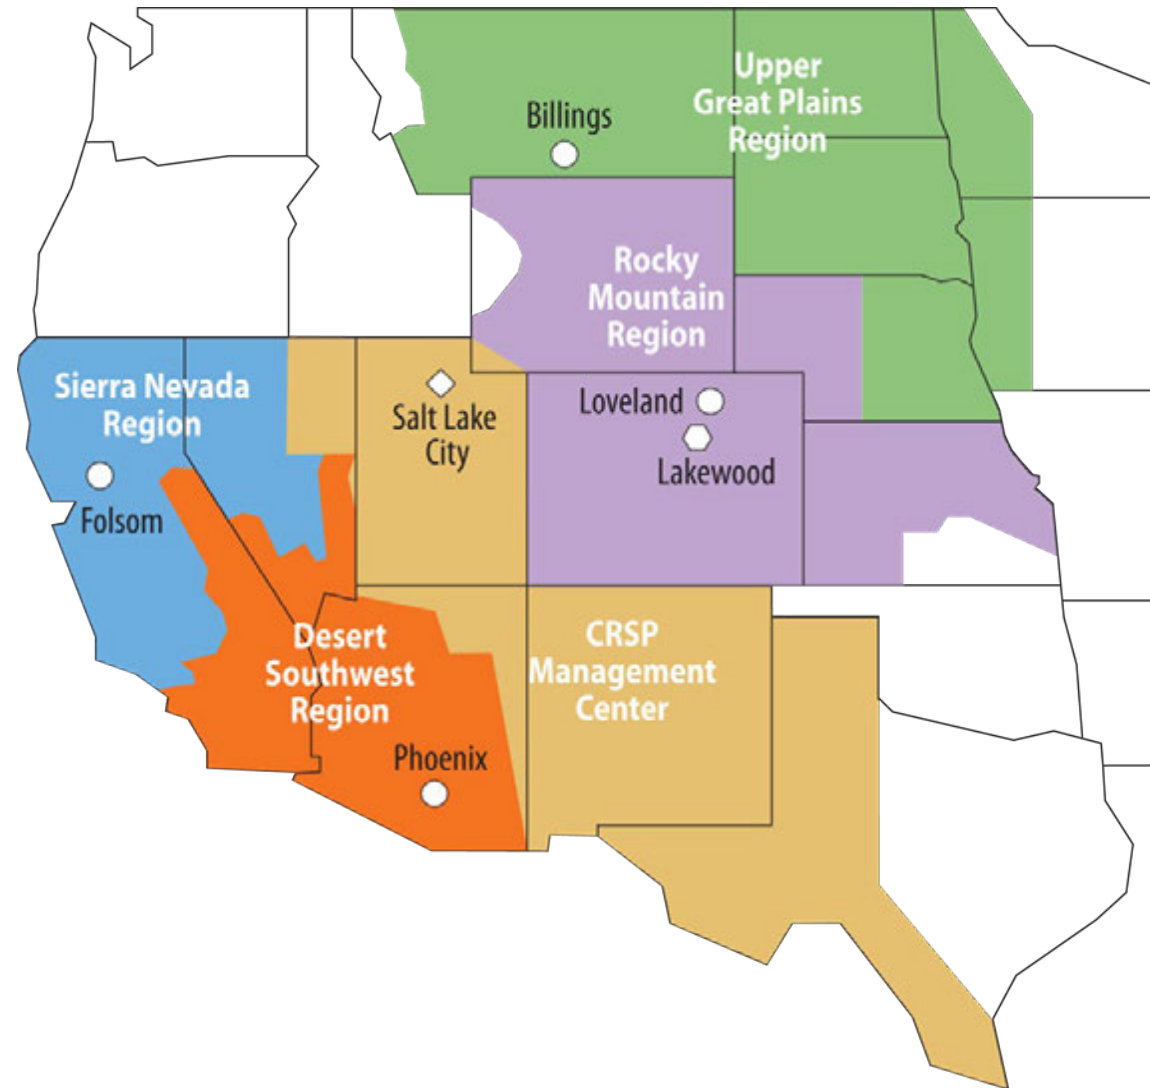 Upper
Great Plains
Region
Billings
Rocky
Mountain
Region
Sierra Nevada
Region
Salt Lake
City
Loveland
Lakewood
Folsom
Desert
Southwest
Region
CRSP
Management
Center
Phoenix